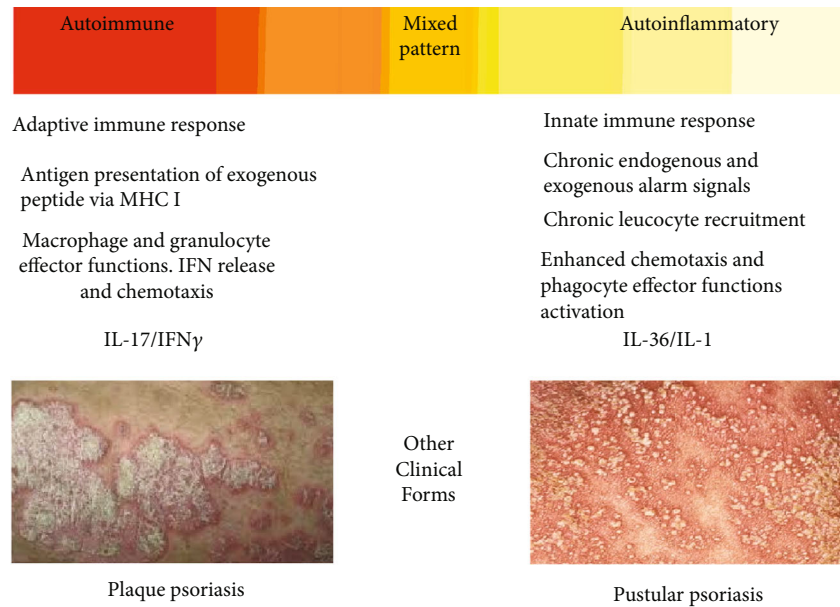 Autoimmune
Mixed
pattern
Autoinflammatory
Adaptive immune response
Antigen presentation of exogenous
peptide via MHC I
Macrophage and granulocyte
effector functions. IFN release
and chemotaxis
IL-17/IFNγ
Innate immune response
Chronic endogenous and
exogenous alarm signals
Chronic leucocyte recruitment
Enhanced chemotaxis and
phagocyte effector functions
activation
IL-36/IL-1
Other
Clinical
Forms
Plaque psoriasis
Pustular psoriasis